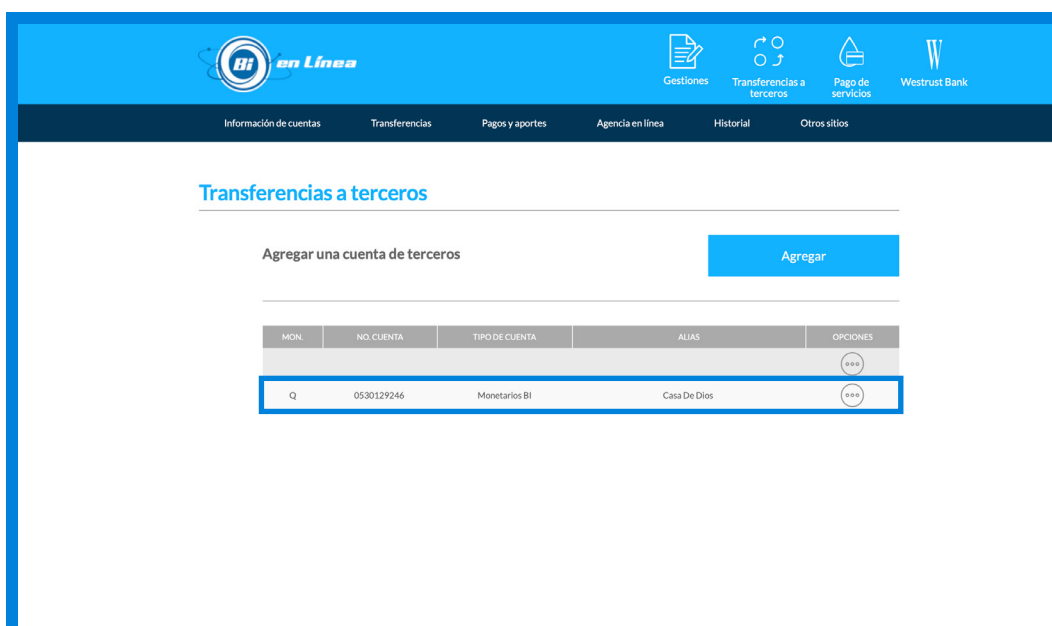 Bi en Línea
Gestiones
Transferencias a
terceros
Pago de
servicios
W
Westrust Bank
Información de cuentas Transferencias Pagos y aportes Agencia en línea Historial Otros sitios
Transferencias a terceros
Agregar una cuenta de terceros Agregar
MON. NO. CUENTA TIPO DE CUENTA ALIAS OPCIONES
Q 0530129246 Monetarios BI Casa De Dios